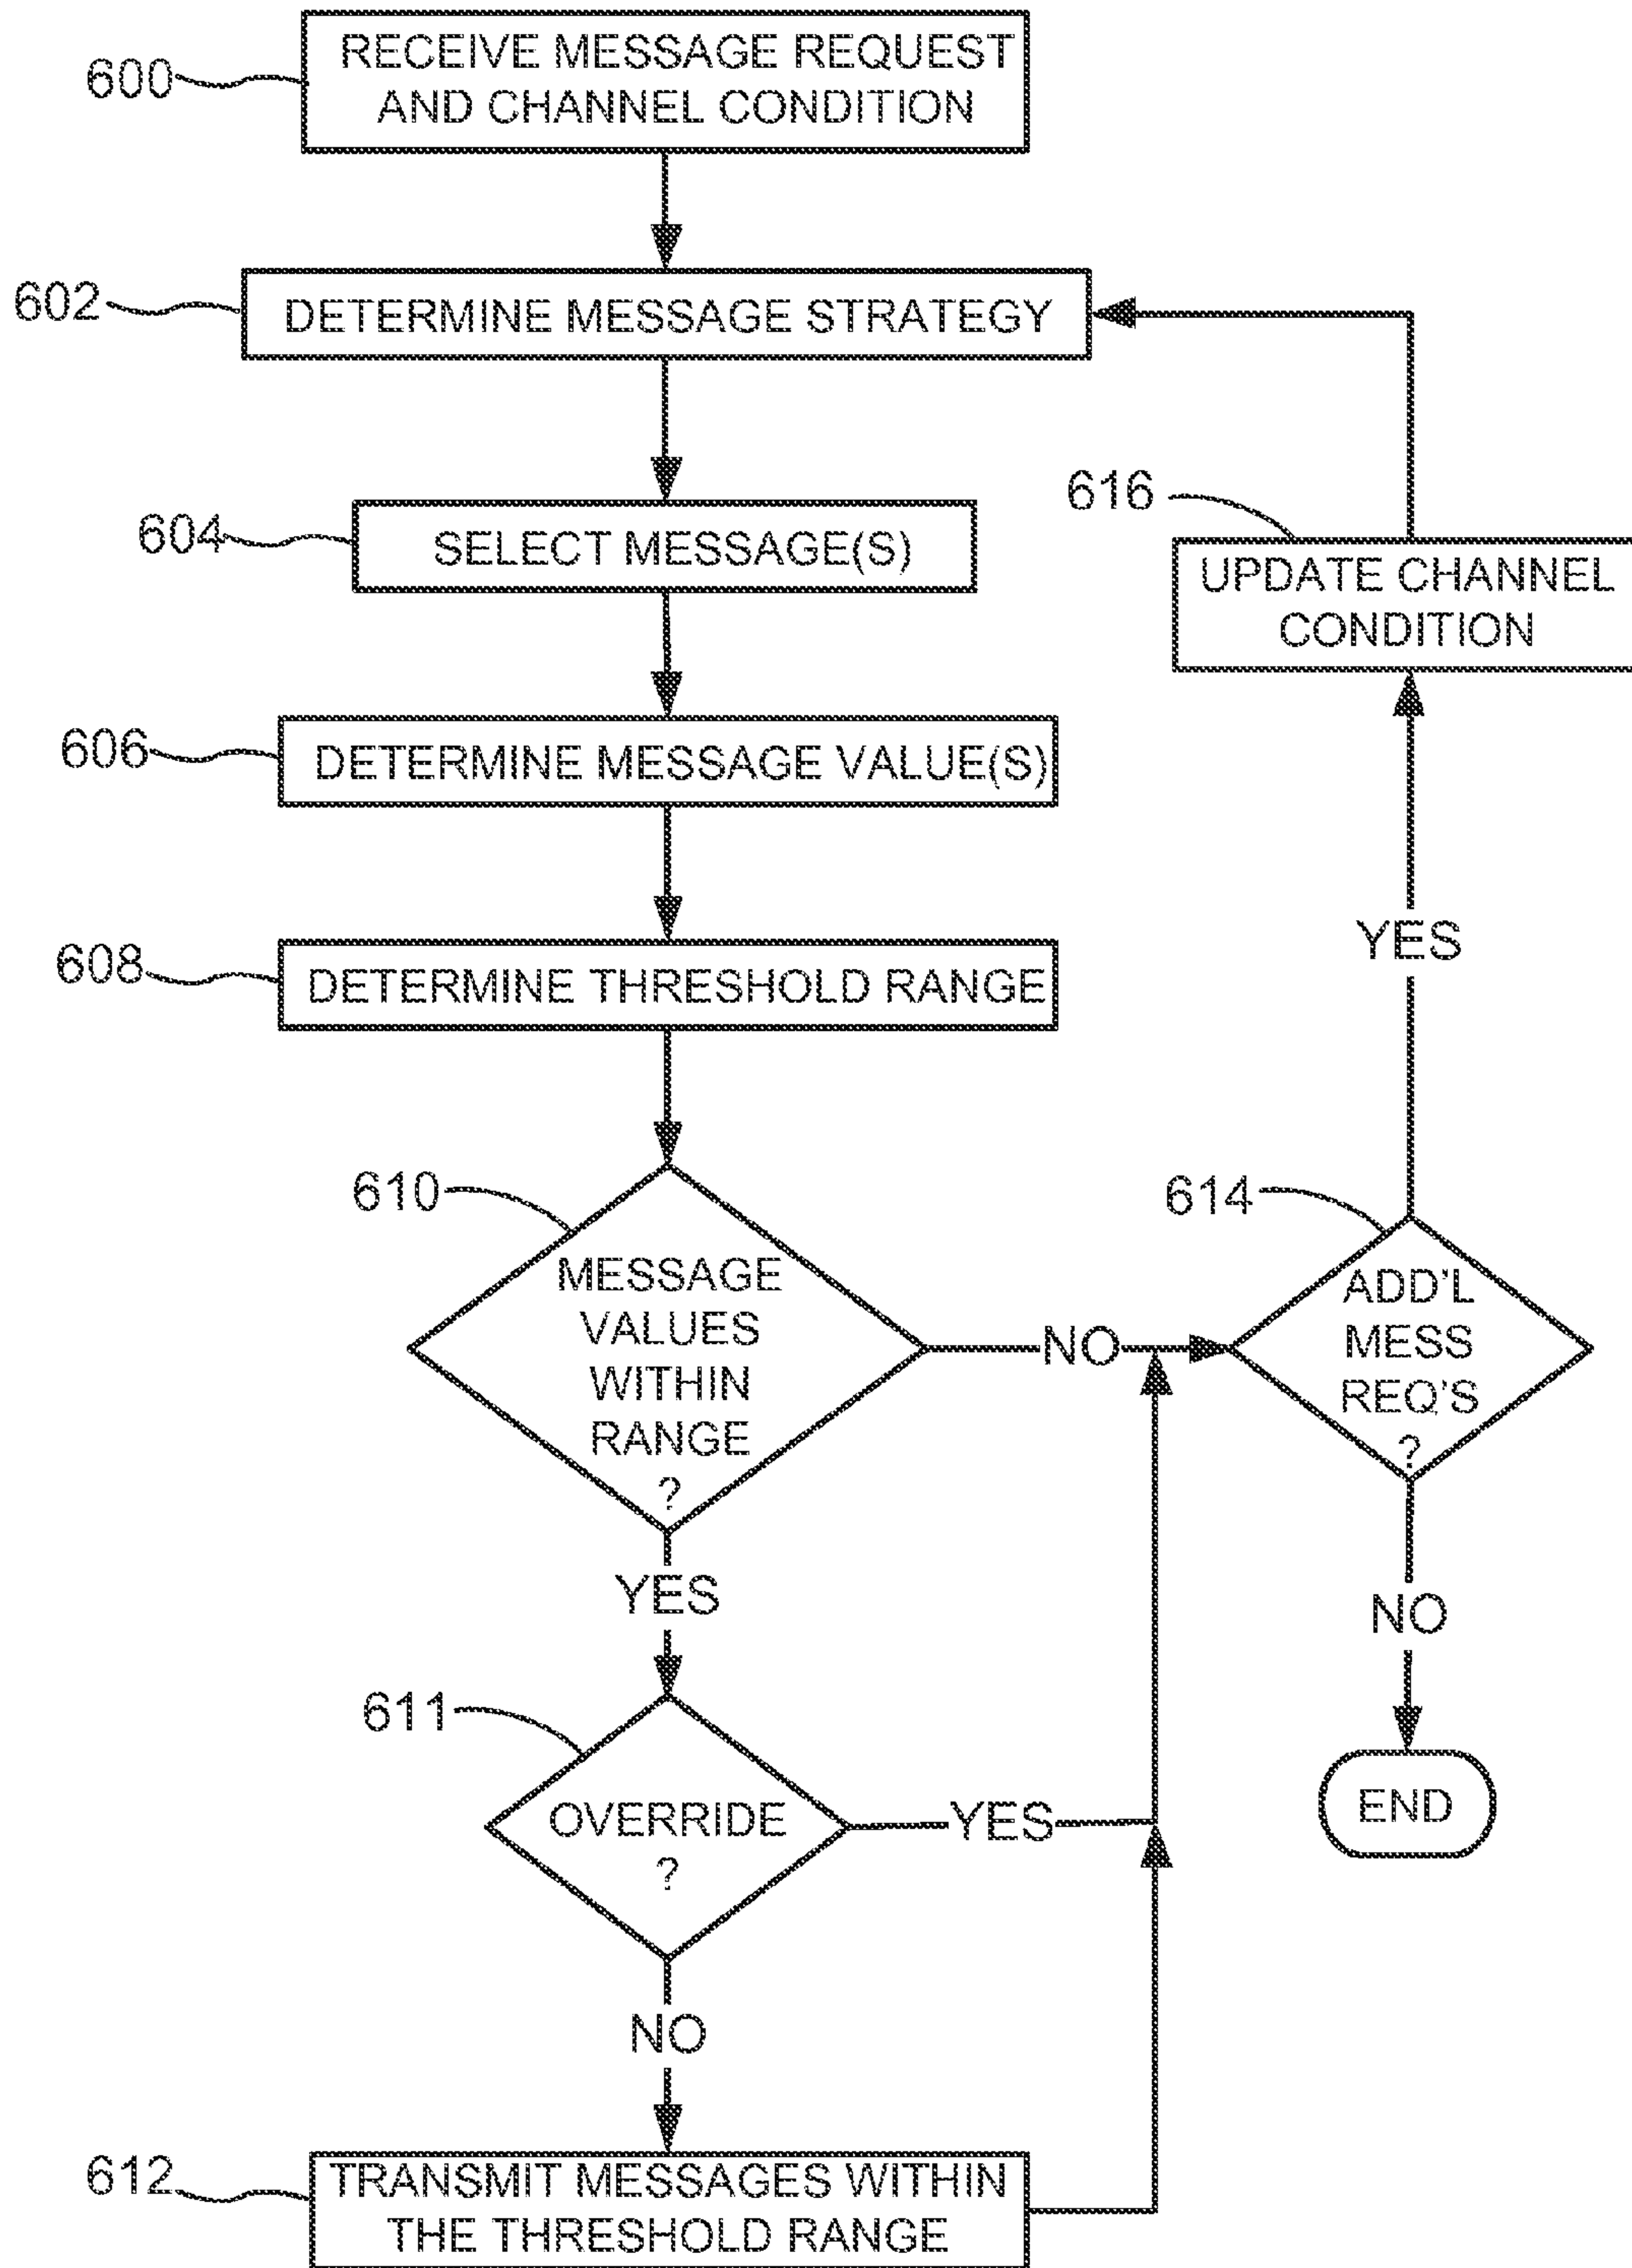 600
RECEIVE MESSAGE REQUEST
AND CHANNEL CONDITION
602
DETERMINE MESSAGE STRATEGY
604
SELECT MESSAGE(S)
616
UPDATE CHANNEL
CONDITION
606
DETERMINE MESSAGE VALUE(S)
608
DETERMINE THRESHOLD RANGE
YES
610
MESSAGE
VALUES
WITHIN
RANGE
?
NO
614
ADD'L
MESS
REQ'S
?
YES
NO
611
OVERRIDE
?
YES
END
NO
612
TRANSMIT MESSAGES WITHIN
THE THRESHOLD RANGE